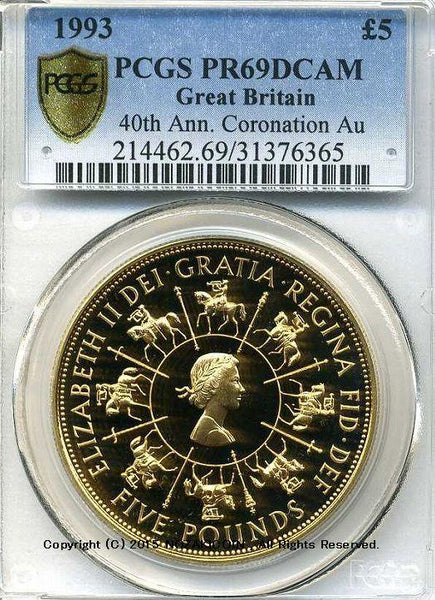 1993 £5
PCGS PCGS PR69DCAM
Great Britain
40th Ann. Coronation Au
214462.69/31376365
ELIZABETH II DEI · GRATIA · REGINA FID · DEF
FIVE POUNDS
Copyright (C) 2015 All Rights Reserved.
PCGS